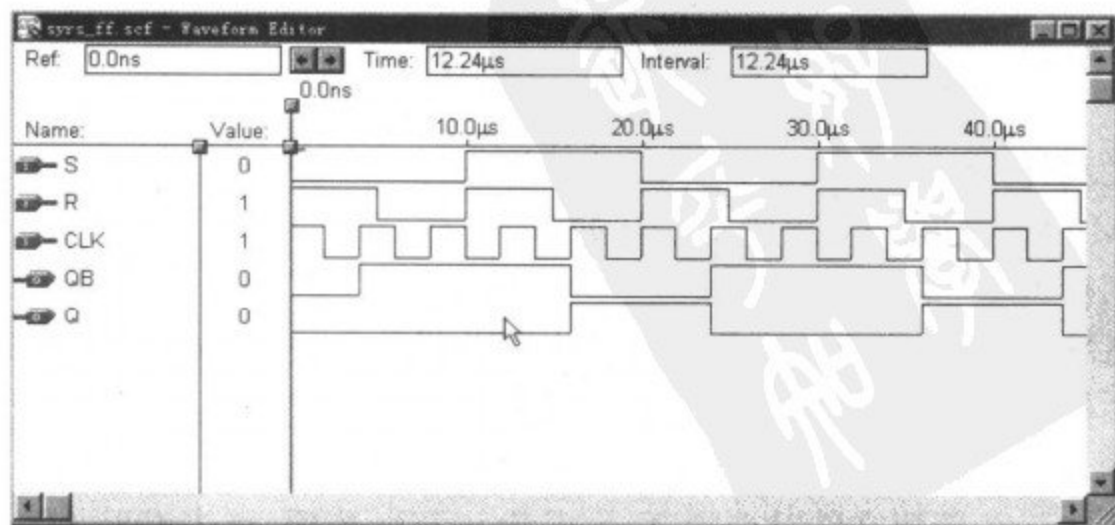 syrs_ff.scf - Waveform Editor
Ref: 0.0ns Time: 12.24μs Interval: 12.24μs
0.0ns
Name: Value: 10.0μs 20.0μs 30.0μs 40.0μs
S 0
R 1
CLK 1
QB 0
Q 0